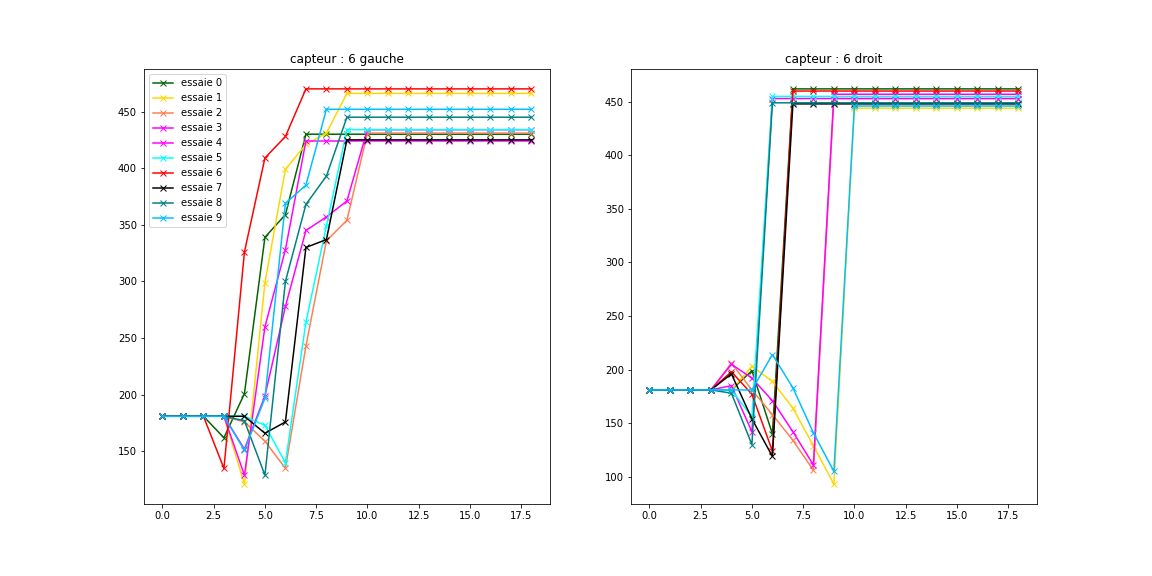 capteur : 6 gauche
essaie 0
essaie 1
essaie 2
essaie 3
essaie 4
essaie 5
essaie 6
essaie 7
essaie 8
essaie 9
450
400
350
300
250
200
150
0.0 2.5 5.0 7.5 10.0 12.5 15.0 17.5
capteur : 6 droit
450
400
350
300
250
200
150
100
0.0 2.5 5.0 7.5 10.0 12.5 15.0 17.5